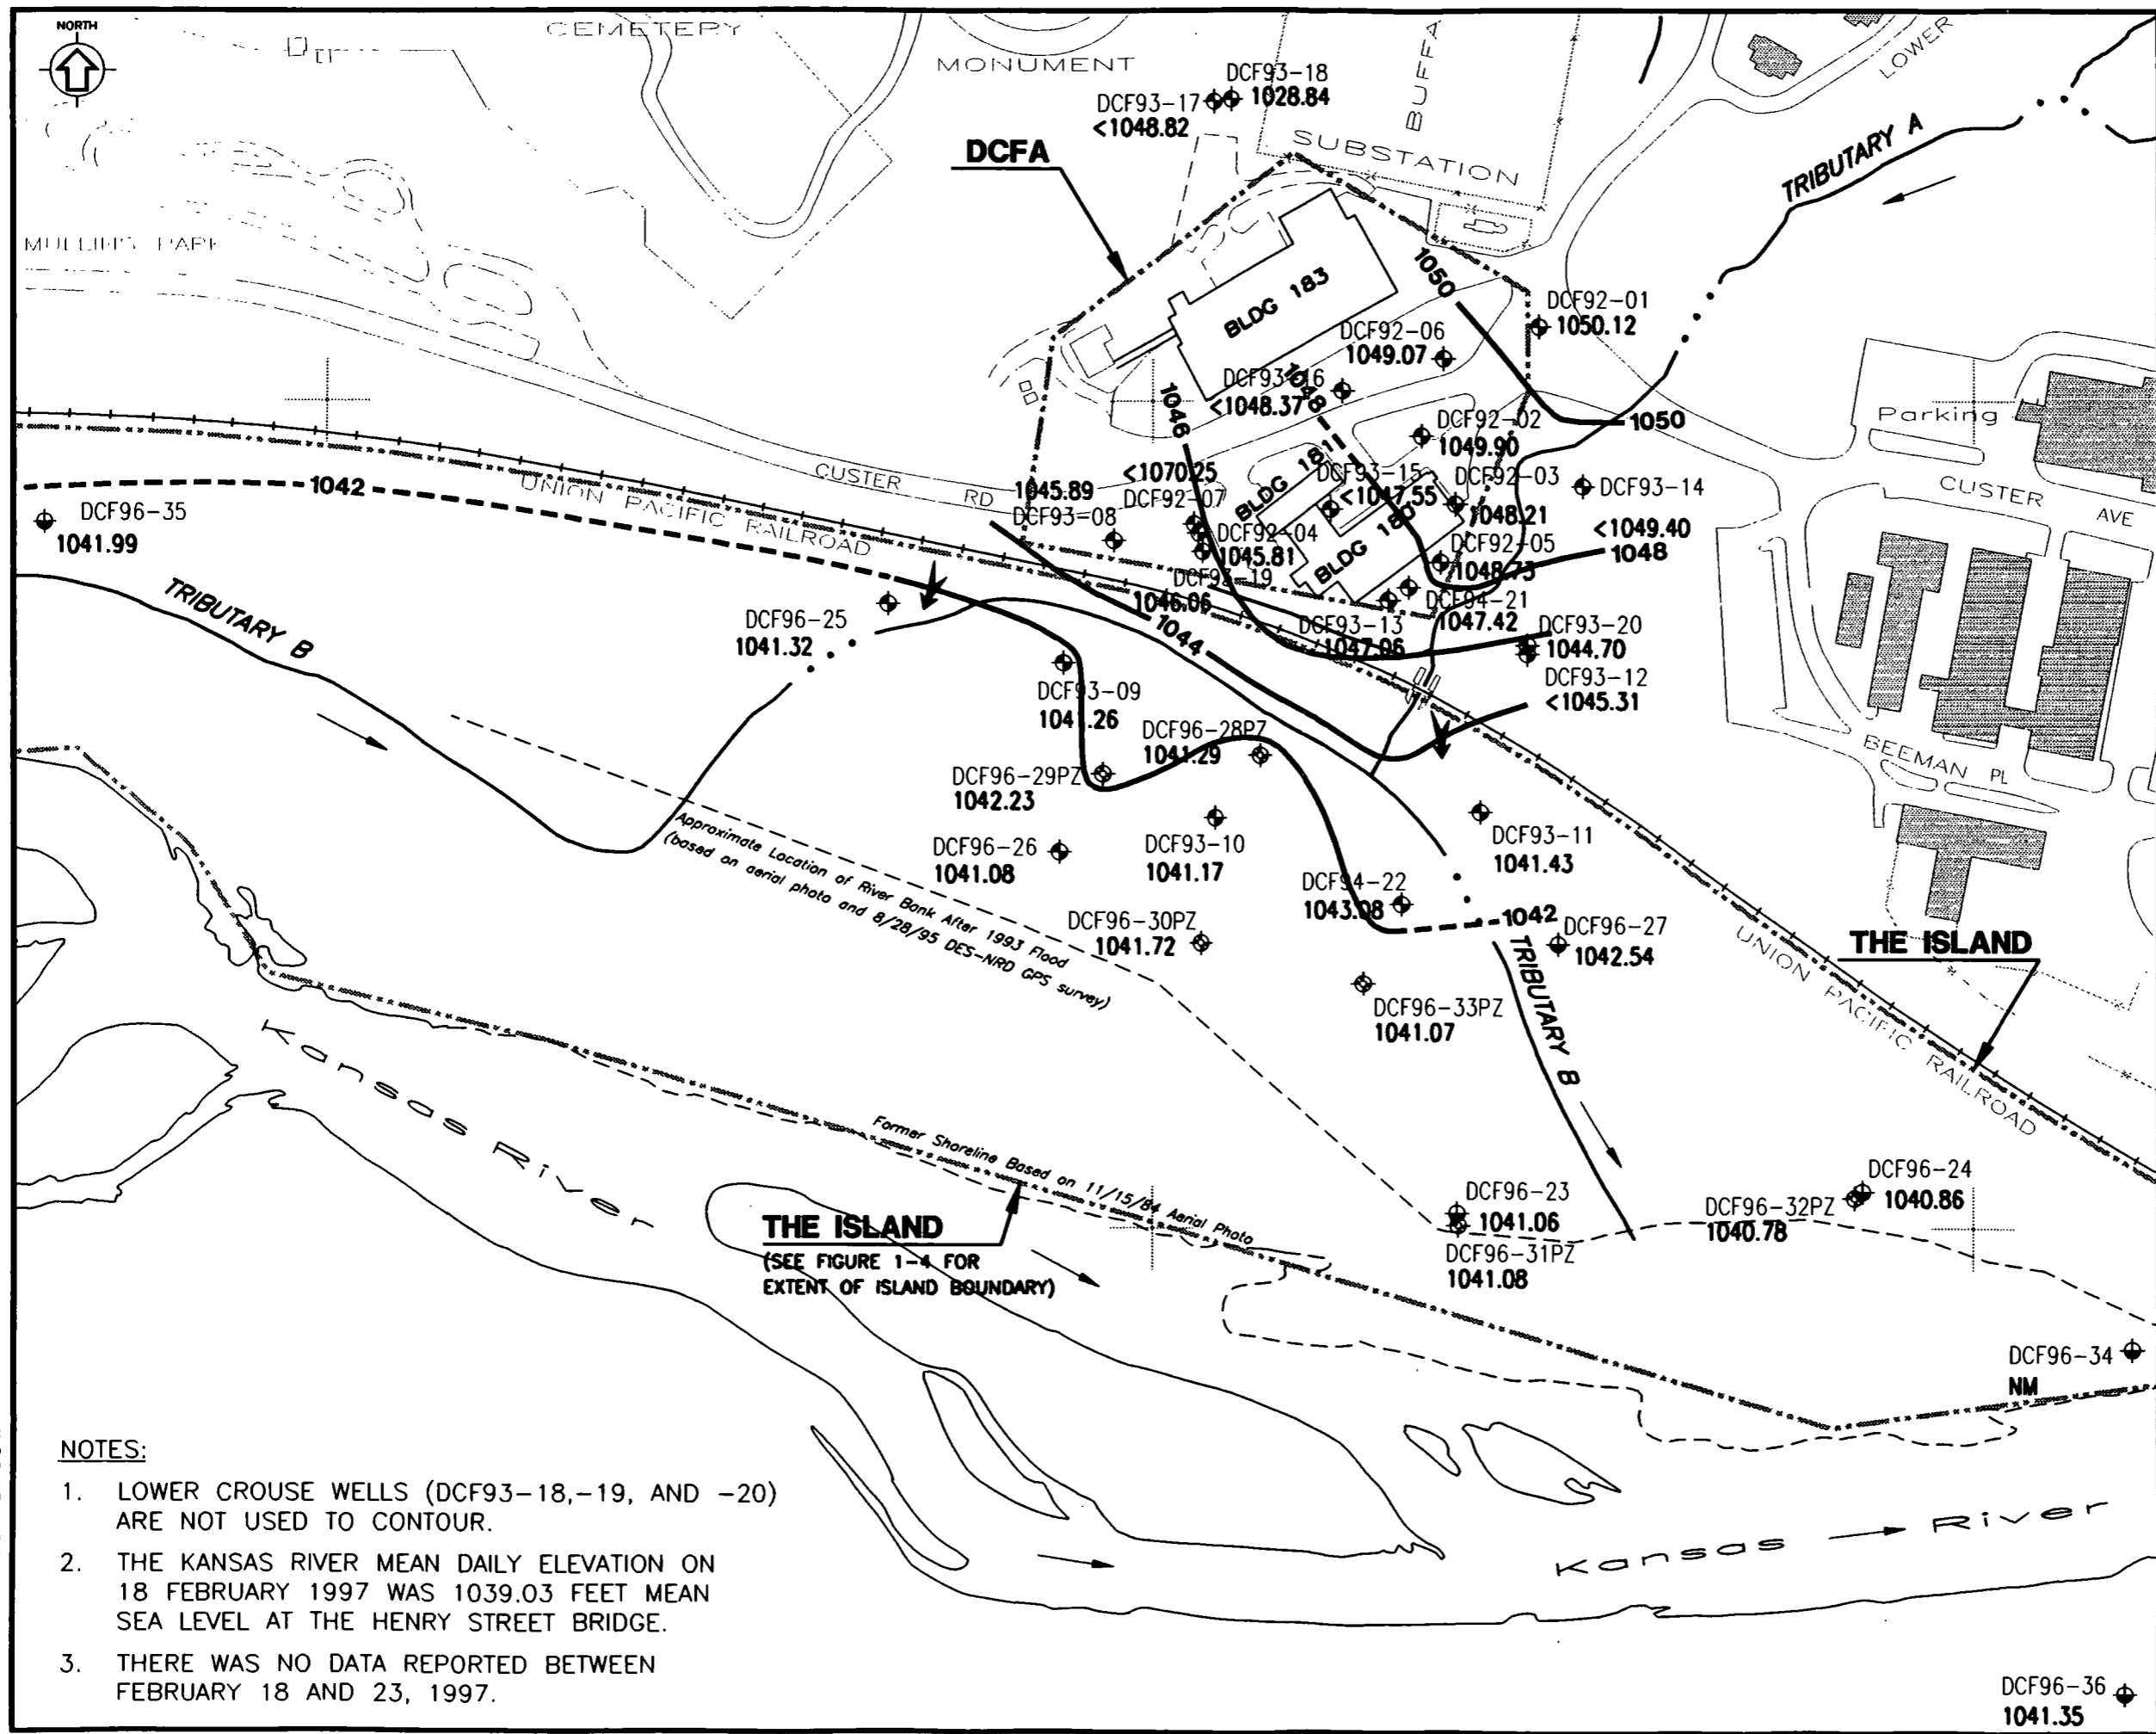 NORTH
CEMETERY
MONUMENT
BUFFA
LOWER
DCF93-18
1028.84
DCF93-17
<1048.82
SUBSTATION
DCFA
TRIBUTARY A
MULLINS PARK
1050
BLDG 183
DCF92-01
1050.12
DCF92-06
1049.07
DCF93-16
<1048.37
1048
1046
1050
Parking
DCF92-02
1049.90
CUSTER RD
1042
UNION PACIFIC RAILROAD
<1070.25
DCF92-07
1045.89
DCF93-08
BLDG 181
DCF93-15
<1047.55
DCF92-03
1048.21
DCF93-14
<1049.40
CUSTER AVE
DCF96-35
1041.99
DCF92-04
1045.81
BLDG 180
DCF92-05
1048.73
1048
DCF93-19
1046.06
DCF94-21
1047.42
TRIBUTARY B
DCF96-25
1041.32
1044
DCF93-13
1047.06
DCF93-20
1044.70
DCF93-12
<1045.31
DCF93-09
1041.26
DCF96-28PZ
1041.29
BEEMAN PL
DCF96-29PZ
1042.23
Approximate Location of River Bank After 1993 Flood
(based on aerial photo and 8/28/95 DES-NRD GPS survey)
DCF96-26
1041.08
DCF93-10
1041.17
DCF93-11
1041.43
DCF94-22
1043.08
1042
DCF96-27
1042.54
DCF96-30PZ
1041.72
THE ISLAND
UNION PACIFIC RAILROAD
TRIBUTARY B
DCF96-33PZ
1041.07
Kansas River
Former Shoreline Based on 11/15/84 Aerial Photo
DCF96-24
1040.86
DCF96-23
1041.06
DCF96-32PZ
1040.78
THE ISLAND
(SEE FIGURE 1-4 FOR
EXTENT OF ISLAND BOUNDARY)
DCF96-31PZ
1041.08
DCF96-34
NM
Kansas River
NOTES:
1. LOWER CROUSE WELLS (DCF93-18,-19, AND -20)
ARE NOT USED TO CONTOUR.
2. THE KANSAS RIVER MEAN DAILY ELEVATION ON
18 FEBRUARY 1997 WAS 1039.03 FEET MEAN
SEA LEVEL AT THE HENRY STREET BRIDGE.
3. THERE WAS NO DATA REPORTED BETWEEN
FEBRUARY 18 AND 23, 1997.
DCF96-36
1041.35